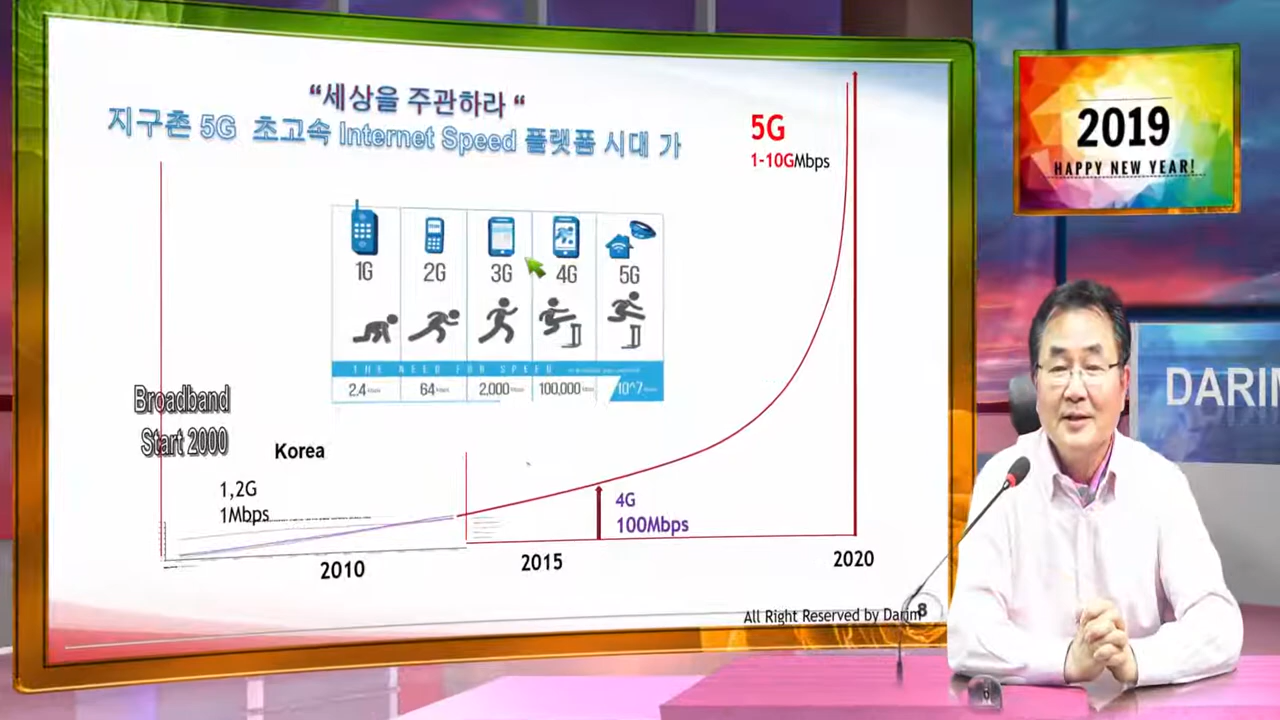 “세상을 주관하라 “
지구촌 5G 초고속 Internet Speed 플랫폼 시대 가
5G
1-10GMbps
1G 2G 3G 4G 5G
THE NEED FOR SPEED
2.4 64 2,000 100,000 10^7
Broadband
Start 2000
Korea
1,2G
1Mbps
4G
100Mbps
2010 2015 2020
All Right Reserved by Darim
8
2019
HAPPY NEW YEAR!
DARIM